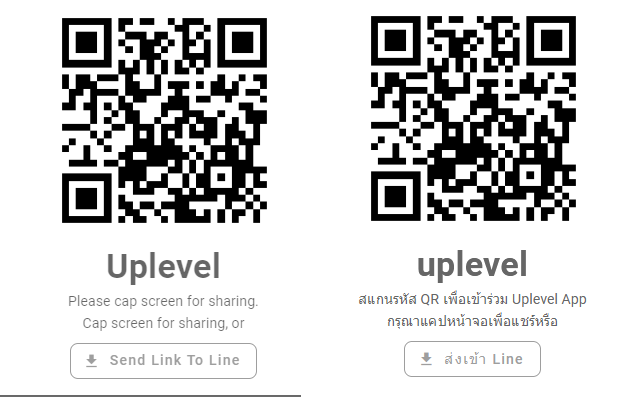 Uplevel
Please cap screen for sharing.
Cap screen for sharing, or
Send Link To Line
uplevel
สแกนรหัส QR เพื่อเข้าร่วม Uplevel App
กรุณาแคปหน้าจอเพื่อแชร์หรือ
ส่งเข้า Line